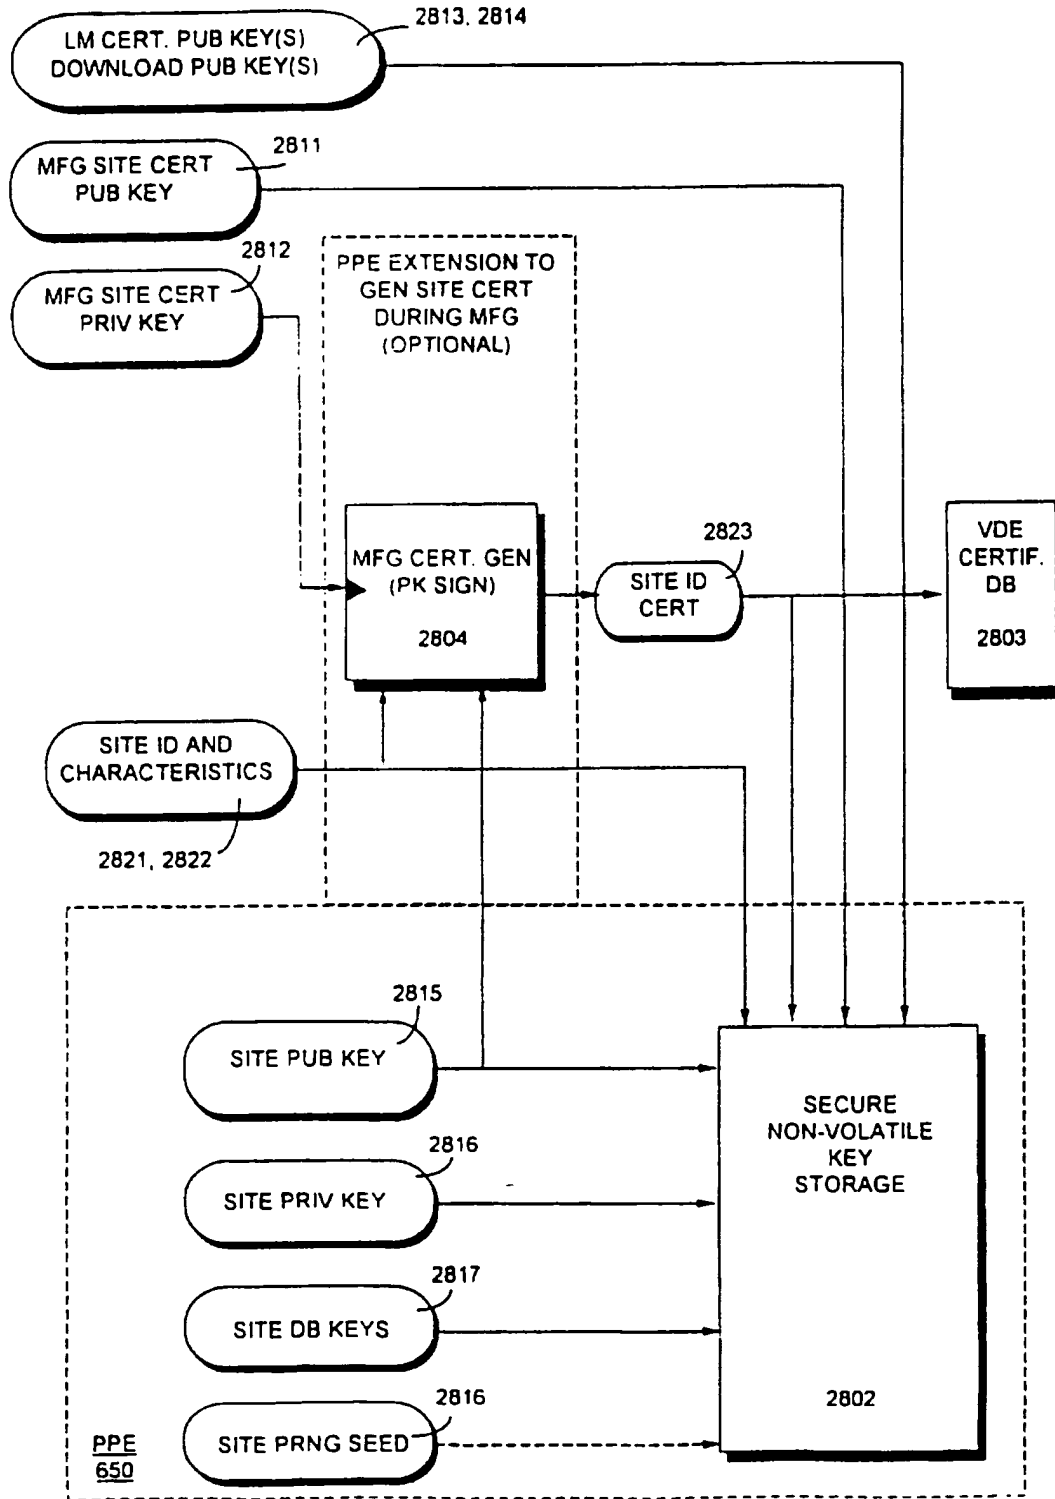 2813, 2814
LM CERT. PUB KEY(S)
DOWNLOAD PUB KEY(S)
2811
MFG SITE CERT
PUB KEY
2812
MFG SITE CERT
PRIV KEY
PPE EXTENSION TO
GEN SITE CERT
DURING MFG
(OPTIONAL)
MFG CERT. GEN
(PK SIGN)
2804
2823
SITE ID
CERT
VDE
CERTIF.
DB
2803
SITE ID AND
CHARACTERISTICS
2821, 2822
2815
SITE PUB KEY
2816
SITE PRIV KEY
2817
SITE DB KEYS
2816
SITE PRNG SEED
SECURE
NON-VOLATILE
KEY
STORAGE
2802
PPE
650